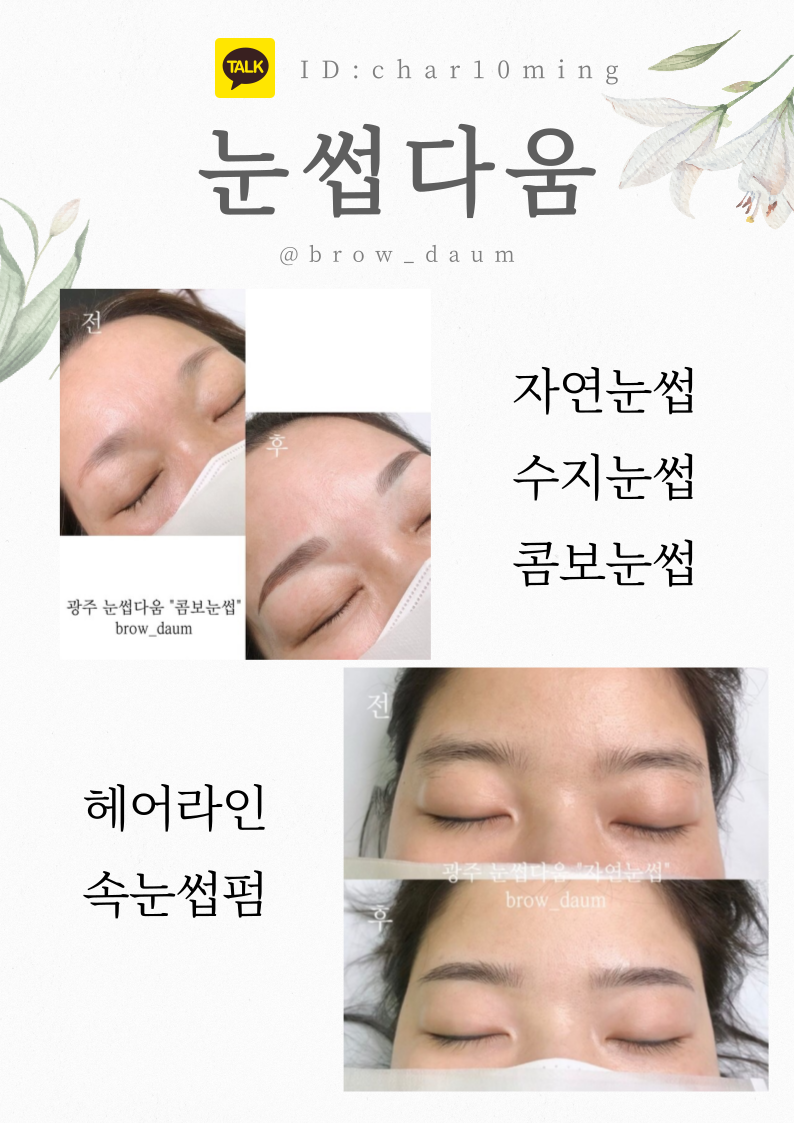 TALK
ID:char10ming
눈썹다움
@brow_daum
전
후
광주 눈썹다움 "콤보눈썹"
brow_daum
자연눈썹
수지눈썹
콤보눈썹
헤어라인
속눈썹펌
전
광주 눈썹다움 "자연눈썹"
brow_daum
후